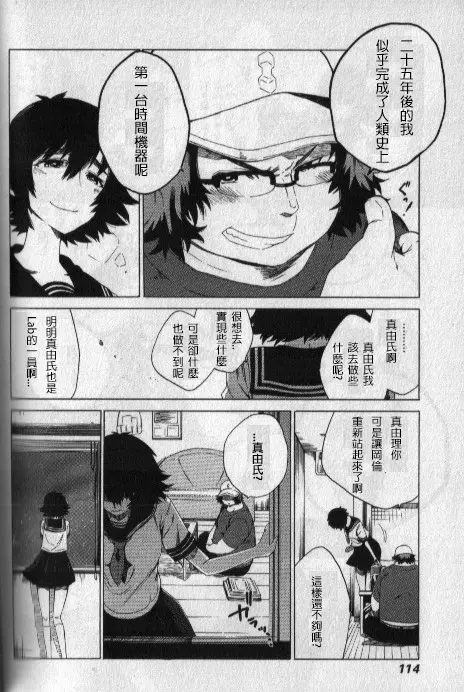 二十五年後的我
似乎完成了人類史上
第一台時間機器呢
………
真由氏啊
真由氏我
該去做些
什麼呢?
很想去..
實現些什麼
可是卻什麼
也做不到呢
明明真由氏也是
Lab的一員啊...
真由理你
可是讓岡倫
重新站起來了啊
這樣還不夠嗎?
...真由氏?
114